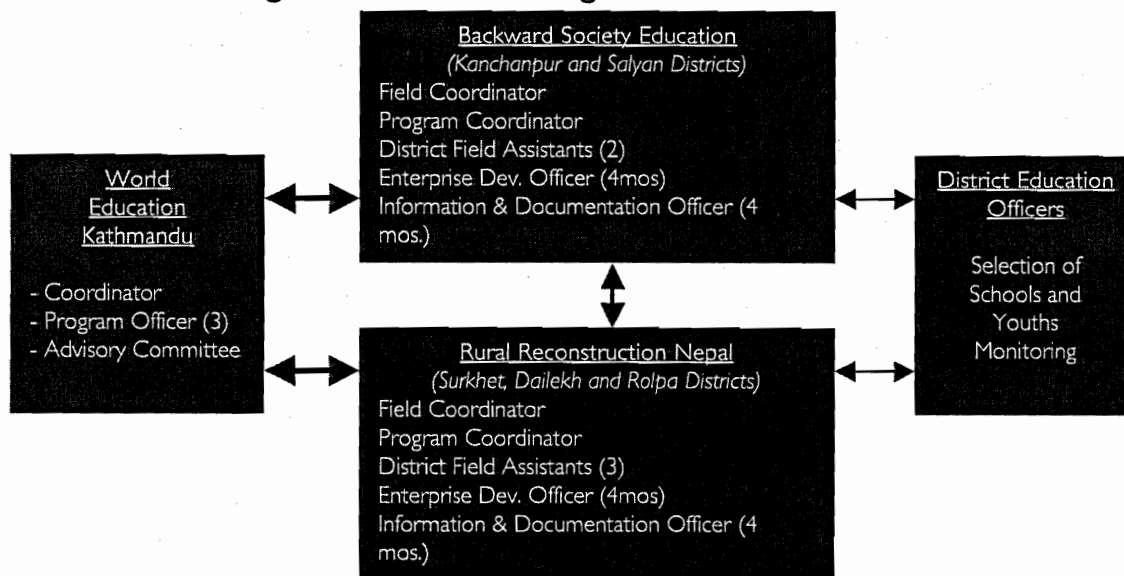 Backward Society Education
(Kanchanpur and Salyan Districts)
Field Coordinator
Program Coordinator
District Field Assistants (2)
Enterprise Dev. Officer (4mos)
Information & Documentation Officer (4
mos.)
World
Education
Kathmandu
- Coordinator
- Program Officer (3)
- Advisory Committee
District Education
Officers
Selection of
Schools and
Youths
Monitoring
Rural Reconstruction Nepal
(Surkhet, Dailekh and Rolpa Districts)
Field Coordinator
Program Coordinator
District Field Assistants (3)
Enterprise Dev. Officer (4mos)
Information & Documentation Officer (4
mos.)